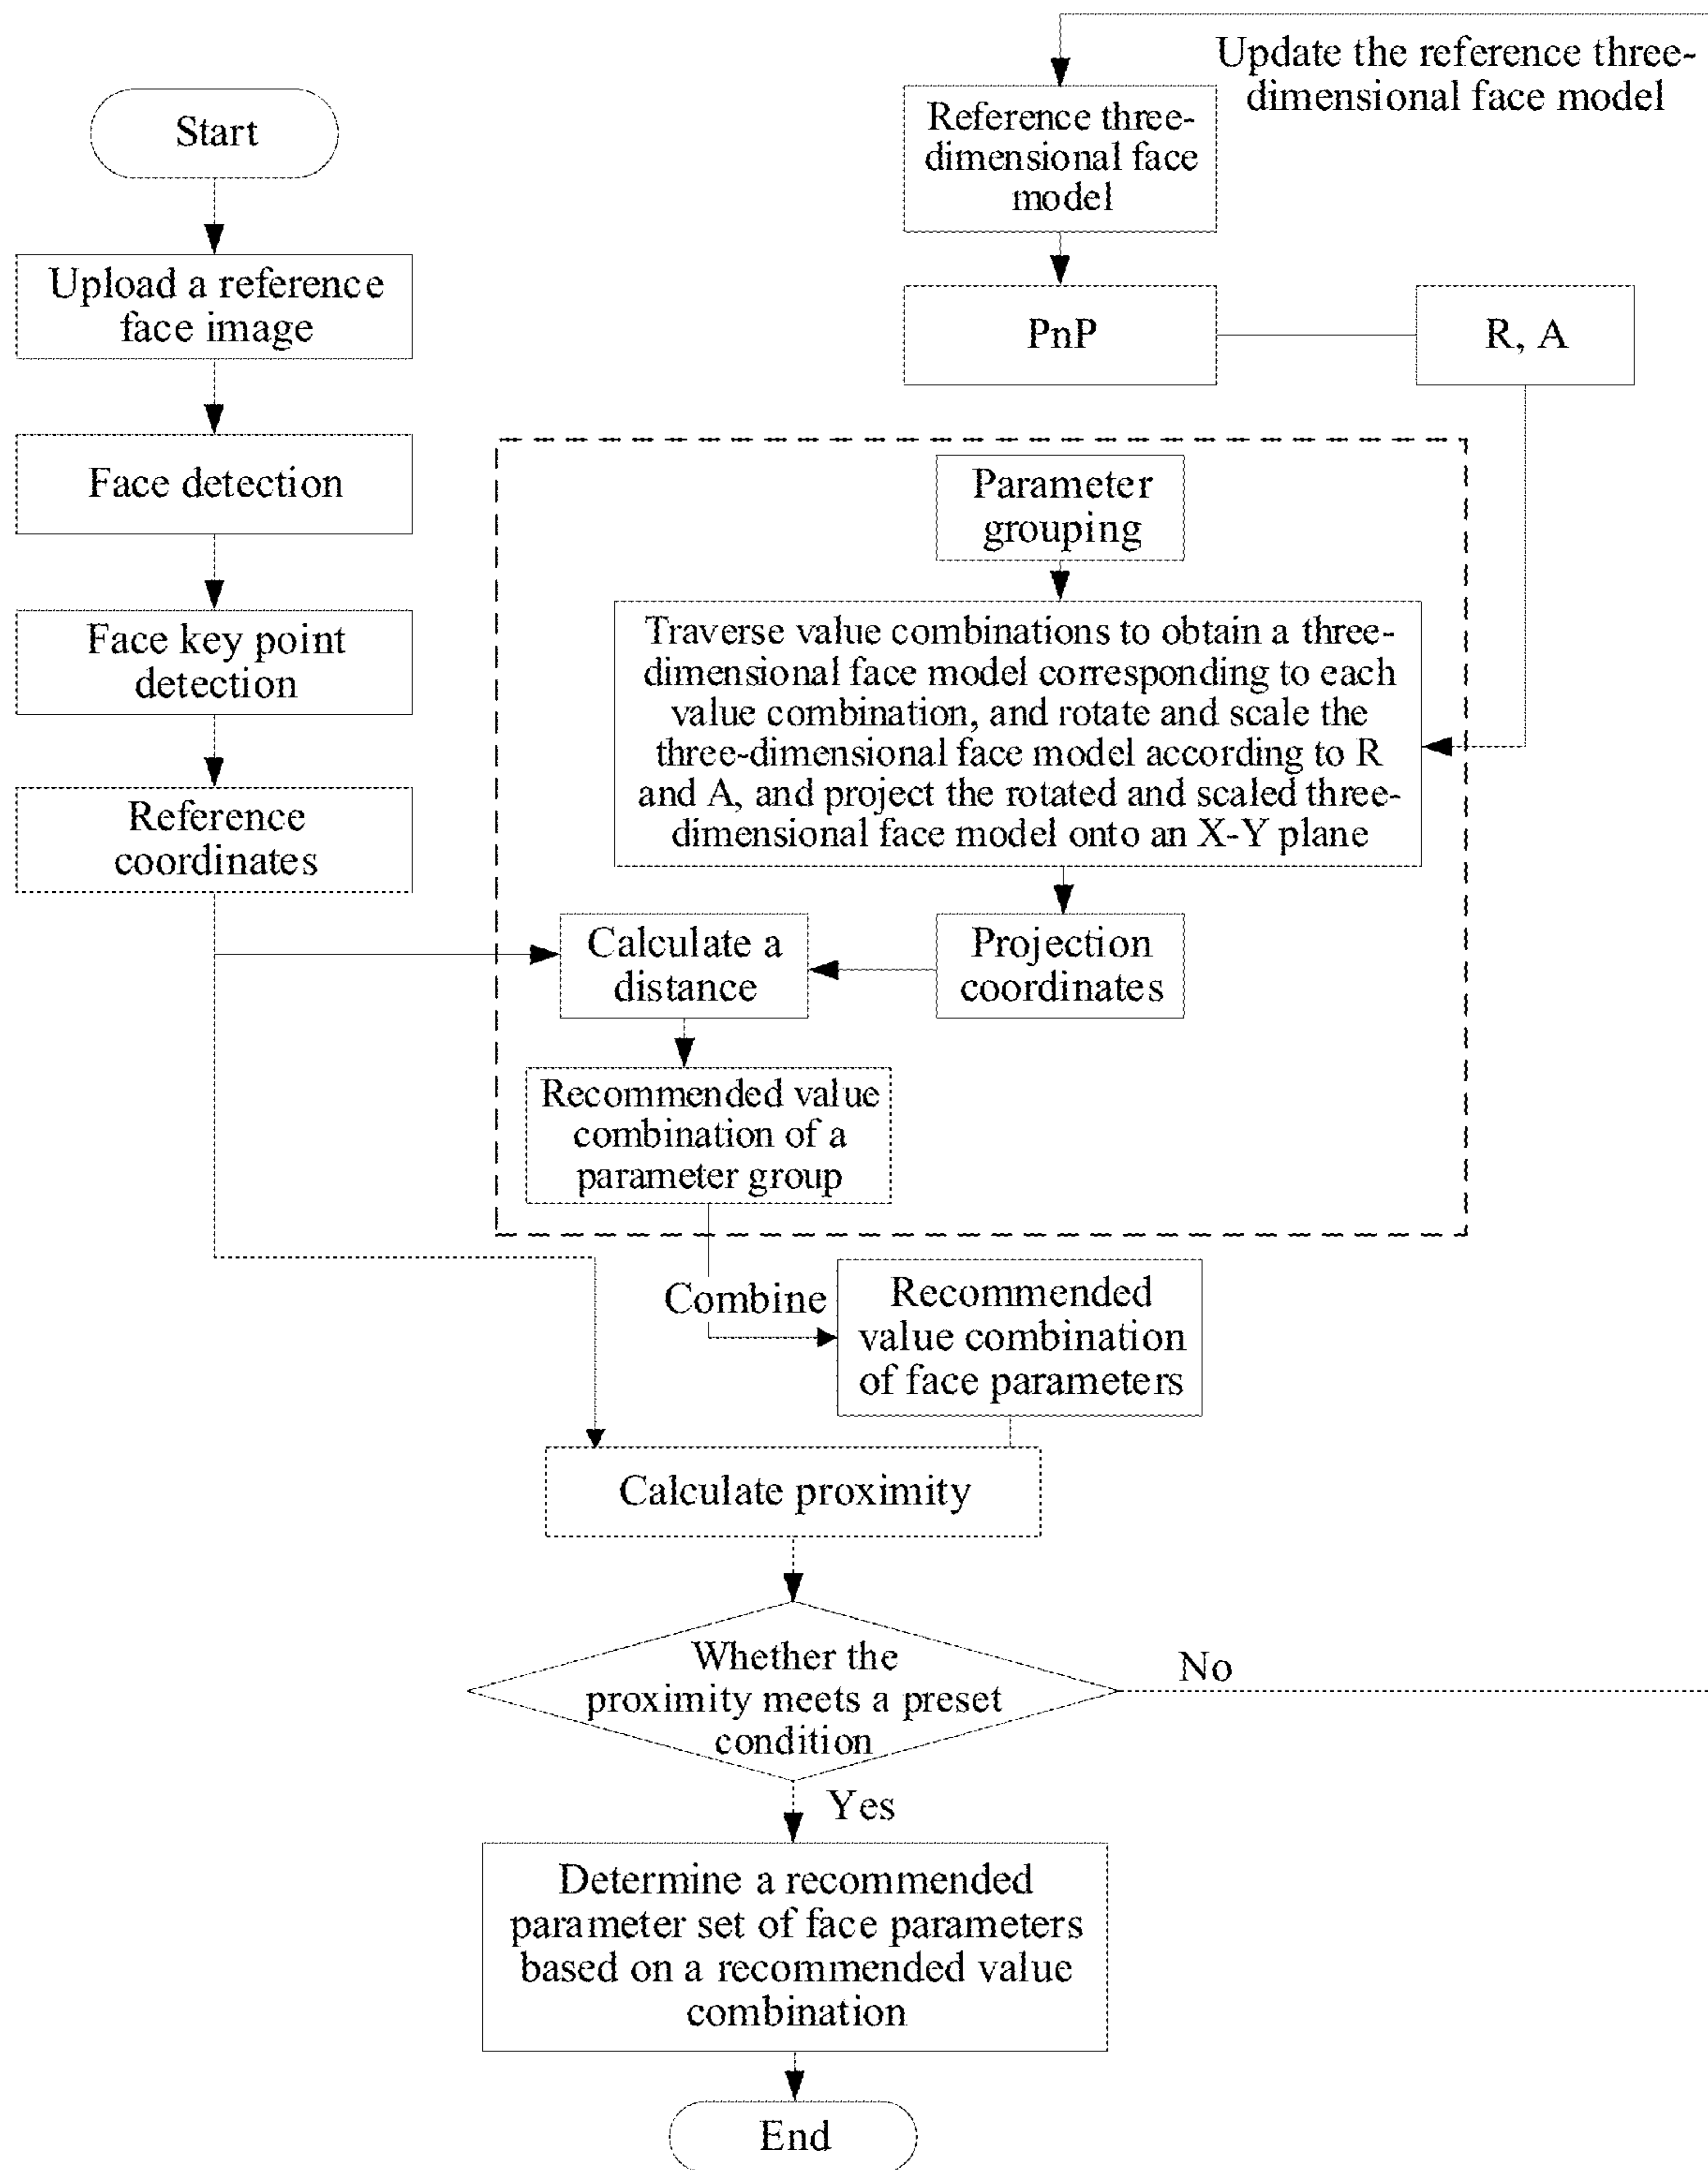 Start
Upload a reference
face image
Face detection
Face key point
detection
Reference
coordinates
Update the reference three-
dimensional face model
Reference three-
dimensional face
model
PnP
R, A
Parameter
grouping
Traverse value combinations to obtain a three-
dimensional face model corresponding to each
value combination, and rotate and scale the
three-dimensional face model according to R
and A, and project the rotated and scaled three-
dimensional face model onto an X-Y plane
Calculate a
distance
Projection
coordinates
Recommended value
combination of a
parameter group
Combine
Recommended
value combination
of face parameters
Calculate proximity
Whether the
proximity meets a preset
condition
No
Yes
Determine a recommended
parameter set of face parameters
based on a recommended value
combination
End